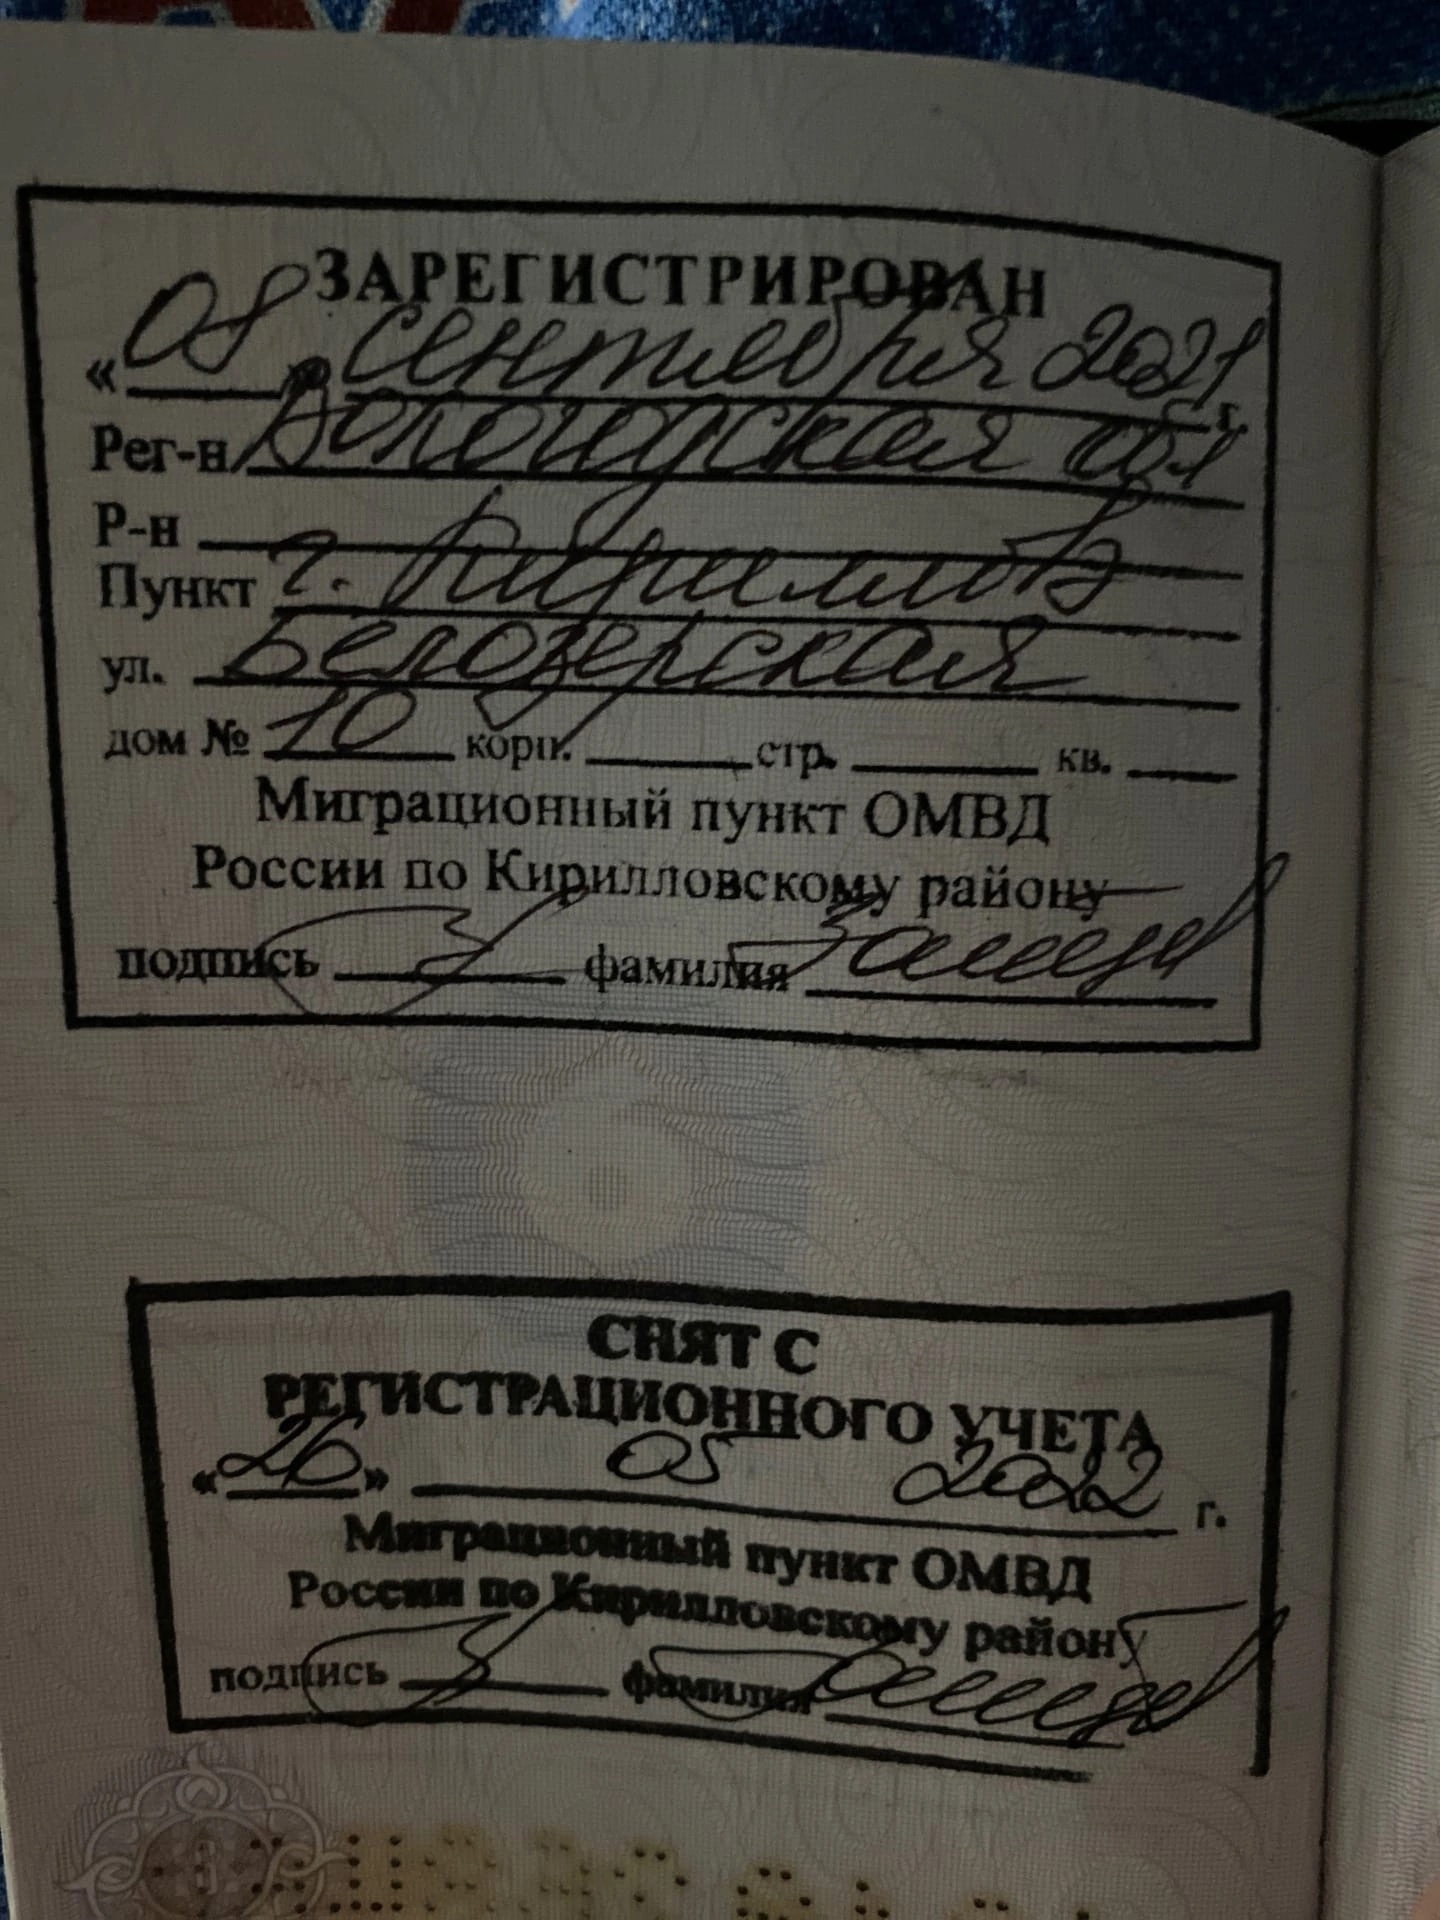 ЗАРЕГИСТРИРОВАН
«08» сентября 2021 г.
Рег-н Вологодская обл
Р-н
Пункт г. Кириллов
ул. Белозерская
дом № 10 корп. стр. кв.
Миграционный пункт ОМВД
России по Кирилловскому району
подпись фамилия
СНЯТ С
РЕГИСТРАЦИОННОГО УЧЕТА
«26» 05 2022 г.
Миграционный пункт ОМВД
России по Кирилловскому району
подпись фамилия